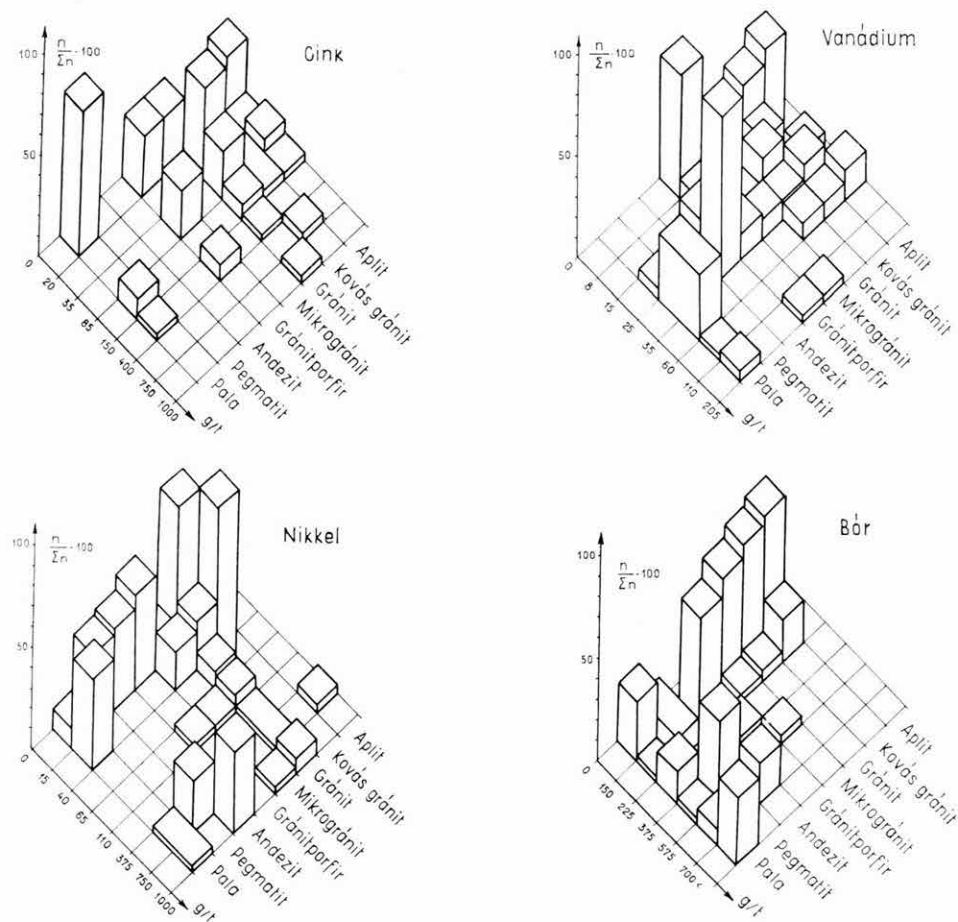 Cink
n/Σn · 100
100
50
0
20
35
85
150
400
750
1000
g/t
Aplit
Kovás gránit
Gránit
Mikrogránit
Gránitporfír
Andezit
Pegmatit
Pala
Vanádium
n/Σn · 100
100
50
0
8
15
25
35
60
110
205
g/t
Aplit
Kovás gránit
Gránit
Mikrogránit
Gránitporfír
Andezit
Pegmatit
Pala
Nikkel
n/Σn · 100
100
50
0
15
40
65
110
375
750
1000
g/t
Aplit
Kovás gránit
Gránit
Mikrogránit
Gránitporfír
Andezit
Pegmatit
Pala
Bór
n/Σn · 100
100
50
0
150
225
375
575
700 <
g/t
Aplit
Kovás gránit
Gránit
Mikrogránit
Gránitporfír
Andezit
Pegmatit
Pala